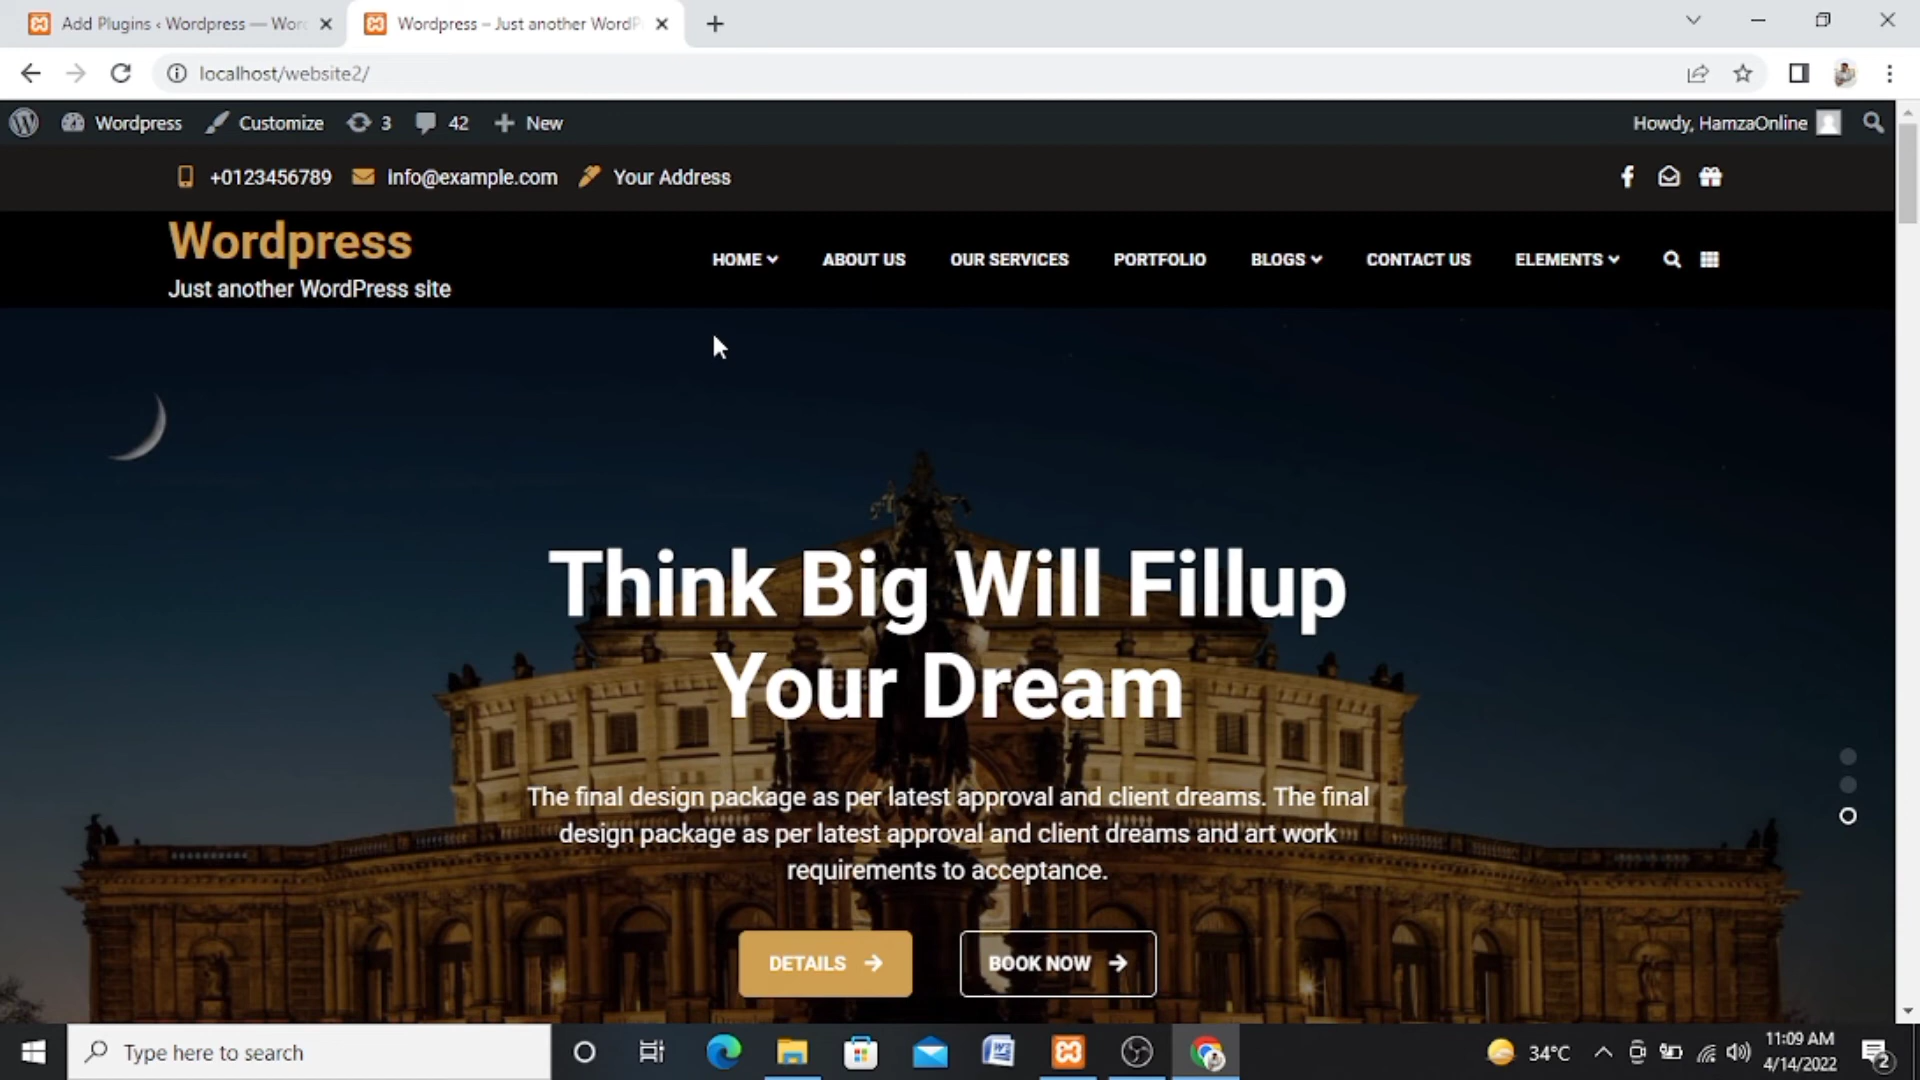 Add Plugins ‹ Wordpress — Wor
Wordpress – Just another WordP
localhost/website2/
Wordpress Customize 3 42 New Howdy, HamzaOnline
+0123456789 Info@example.com Your Address
Wordpress
Just another WordPress site
HOME ABOUT US OUR SERVICES PORTFOLIO BLOGS CONTACT US ELEMENTS
Think Big Will Fillup
Your Dream
The final design package as per latest approval and client dreams. The final
design package as per latest approval and client dreams and art work
requirements to acceptance.
DETAILS BOOK NOW
Type here to search
34°C
11:09 AM
4/14/2022
2